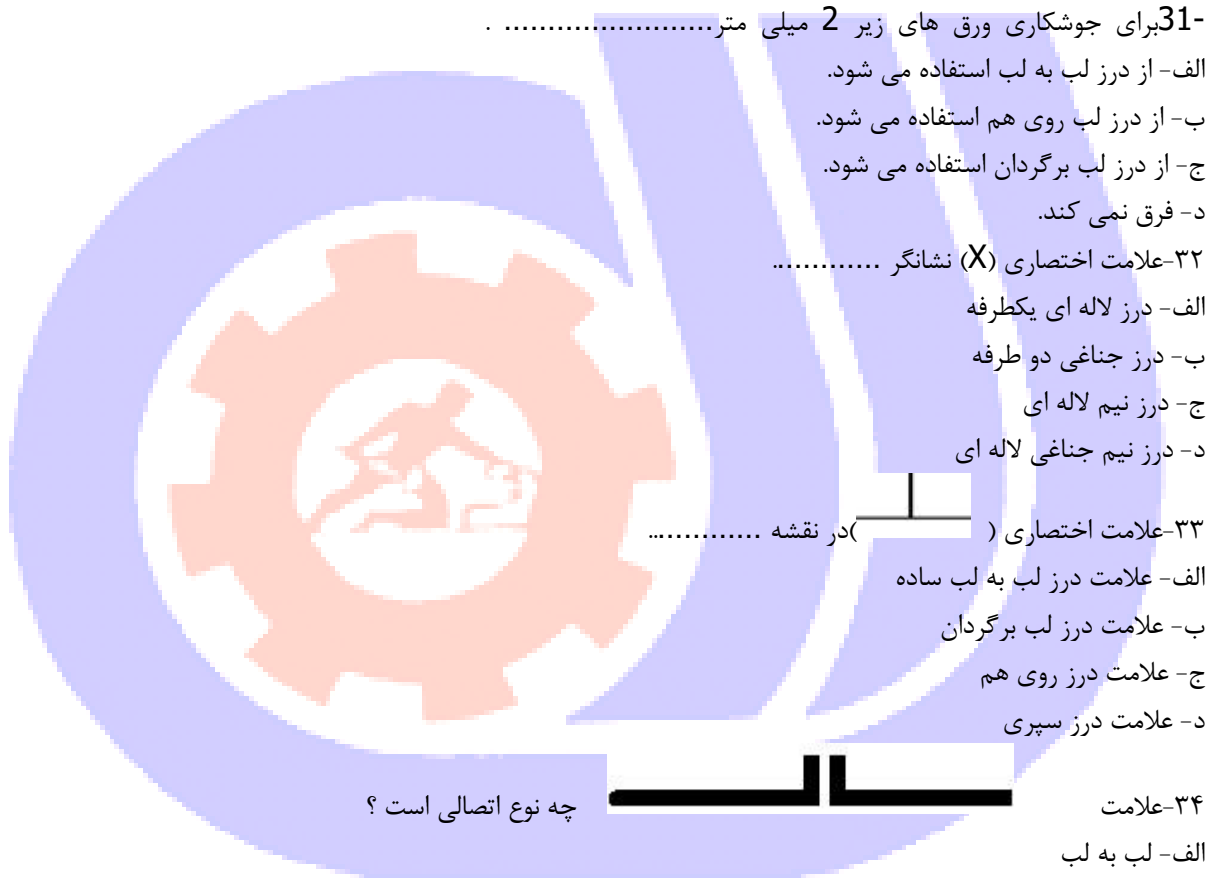 31-برای جوشکاری ورق های زیر 2 میلی متر........................ .
الف- از درز لب به لب استفاده می شود.
ب- از درز لب روی هم استفاده می شود.
ج- از درز لب برگردان استفاده می شود.
د- فرق نمی کند.
۳۲-علامت اختصاری (X) نشانگر .............
الف- درز لاله ای یکطرفه
ب- درز جناغی دو طرفه
ج- درز نیم لاله ای
د- درز نیم جناغی لاله ای
۳۳-علامت اختصاری ( )در نقشه .............
الف- علامت درز لب به لب ساده
ب- علامت درز لب برگردان
ج- علامت درز روی هم
د- علامت درز سپری
۳۴-علامت چه نوع اتصالی است ؟
الف- لب به لب